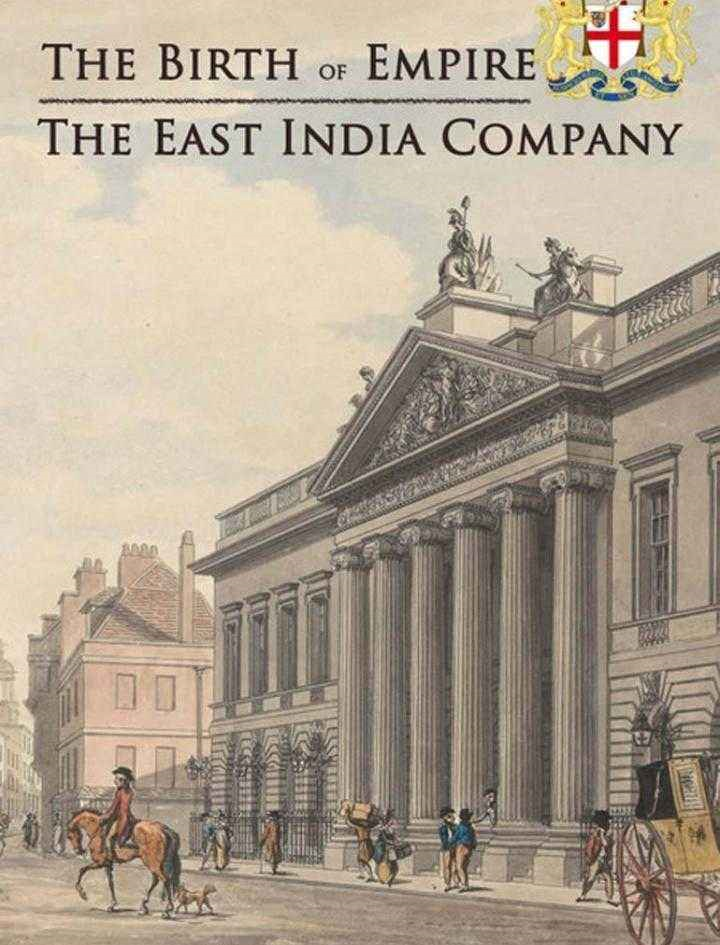 THE BIRTH OF EMPIRE
THE EAST INDIA COMPANY